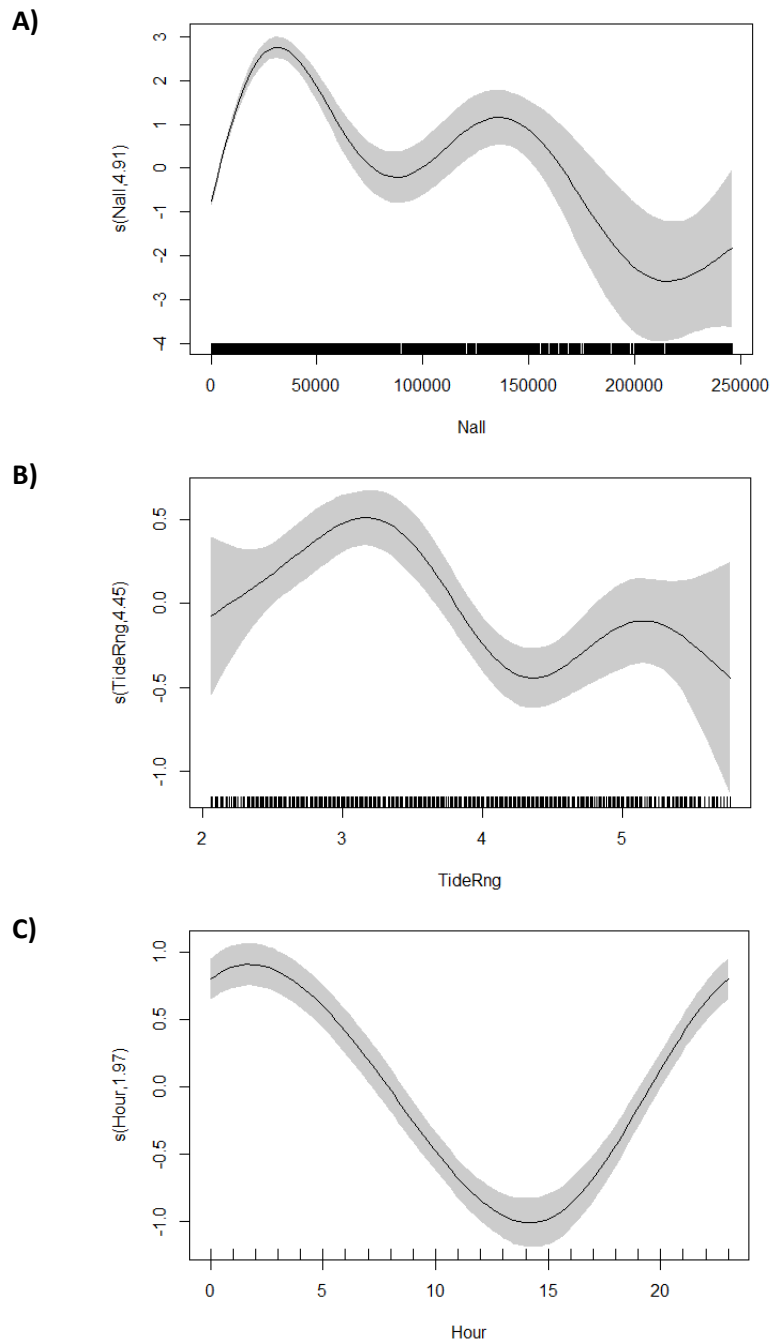 A)
3
2
1
0
-1
-2
-3
-4
s(Nall,4.91)
0 50000 100000 150000 200000 250000
Nall
B)
0.5
0.0
-0.5
-1.0
s(TideRng,4.45)
2 3 4 5
TideRng
C)
1.0
0.5
0.0
-0.5
-1.0
s(Hour,1.97)
0 5 10 15 20
Hour